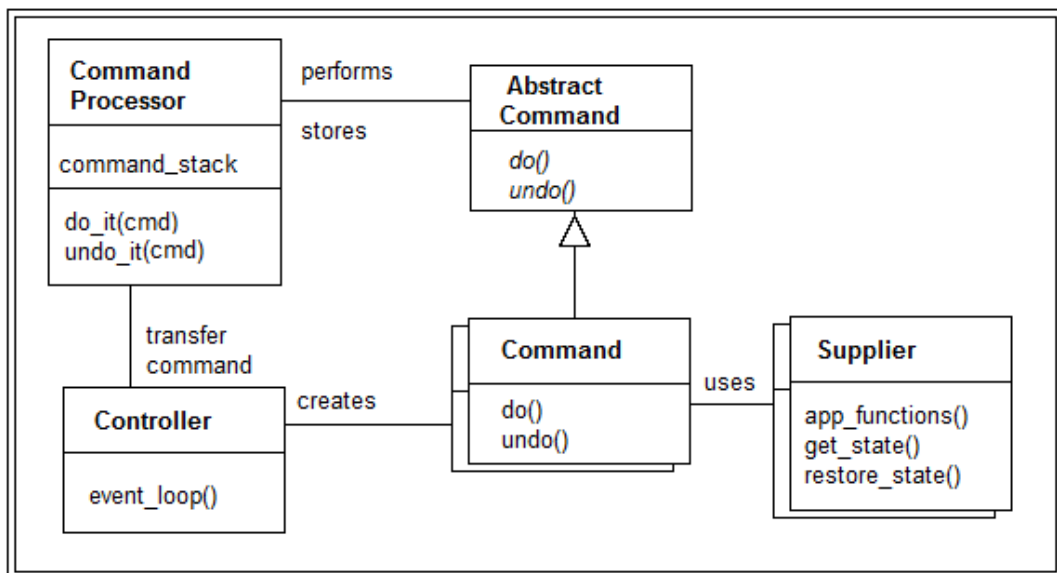 Command
Processor
command_stack
do_it(cmd)
undo_it(cmd)
performs
stores
Abstract
Command
do()
undo()
transfer
command
Controller
event_loop()
creates
Command
do()
undo()
uses
Supplier
app_functions()
get_state()
restore_state()